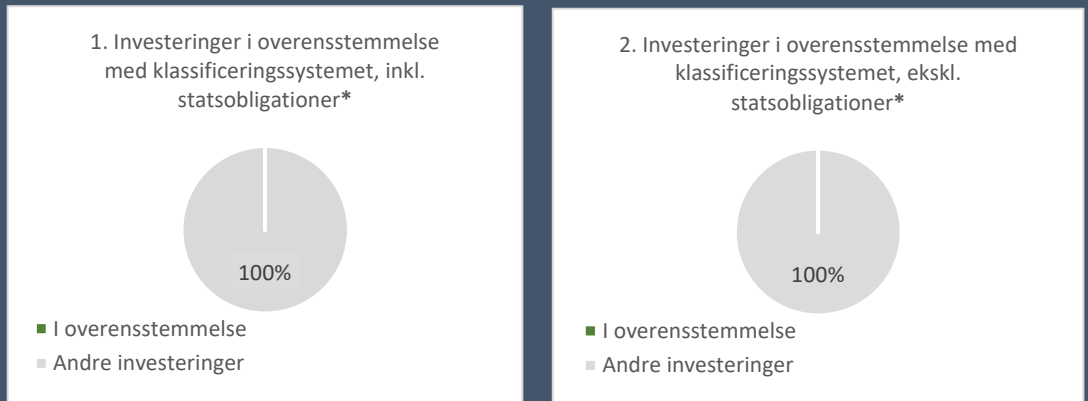 1. Investeringer i overensstemmelse
med klassificeringssystemet, inkl.
statsobligationer*
100%
I overensstemmelse
Andre investeringer
2. Investeringer i overensstemmelse med
klassificeringssystemet, ekskl.
statsobligationer*
100%
I overensstemmelse
Andre investeringer